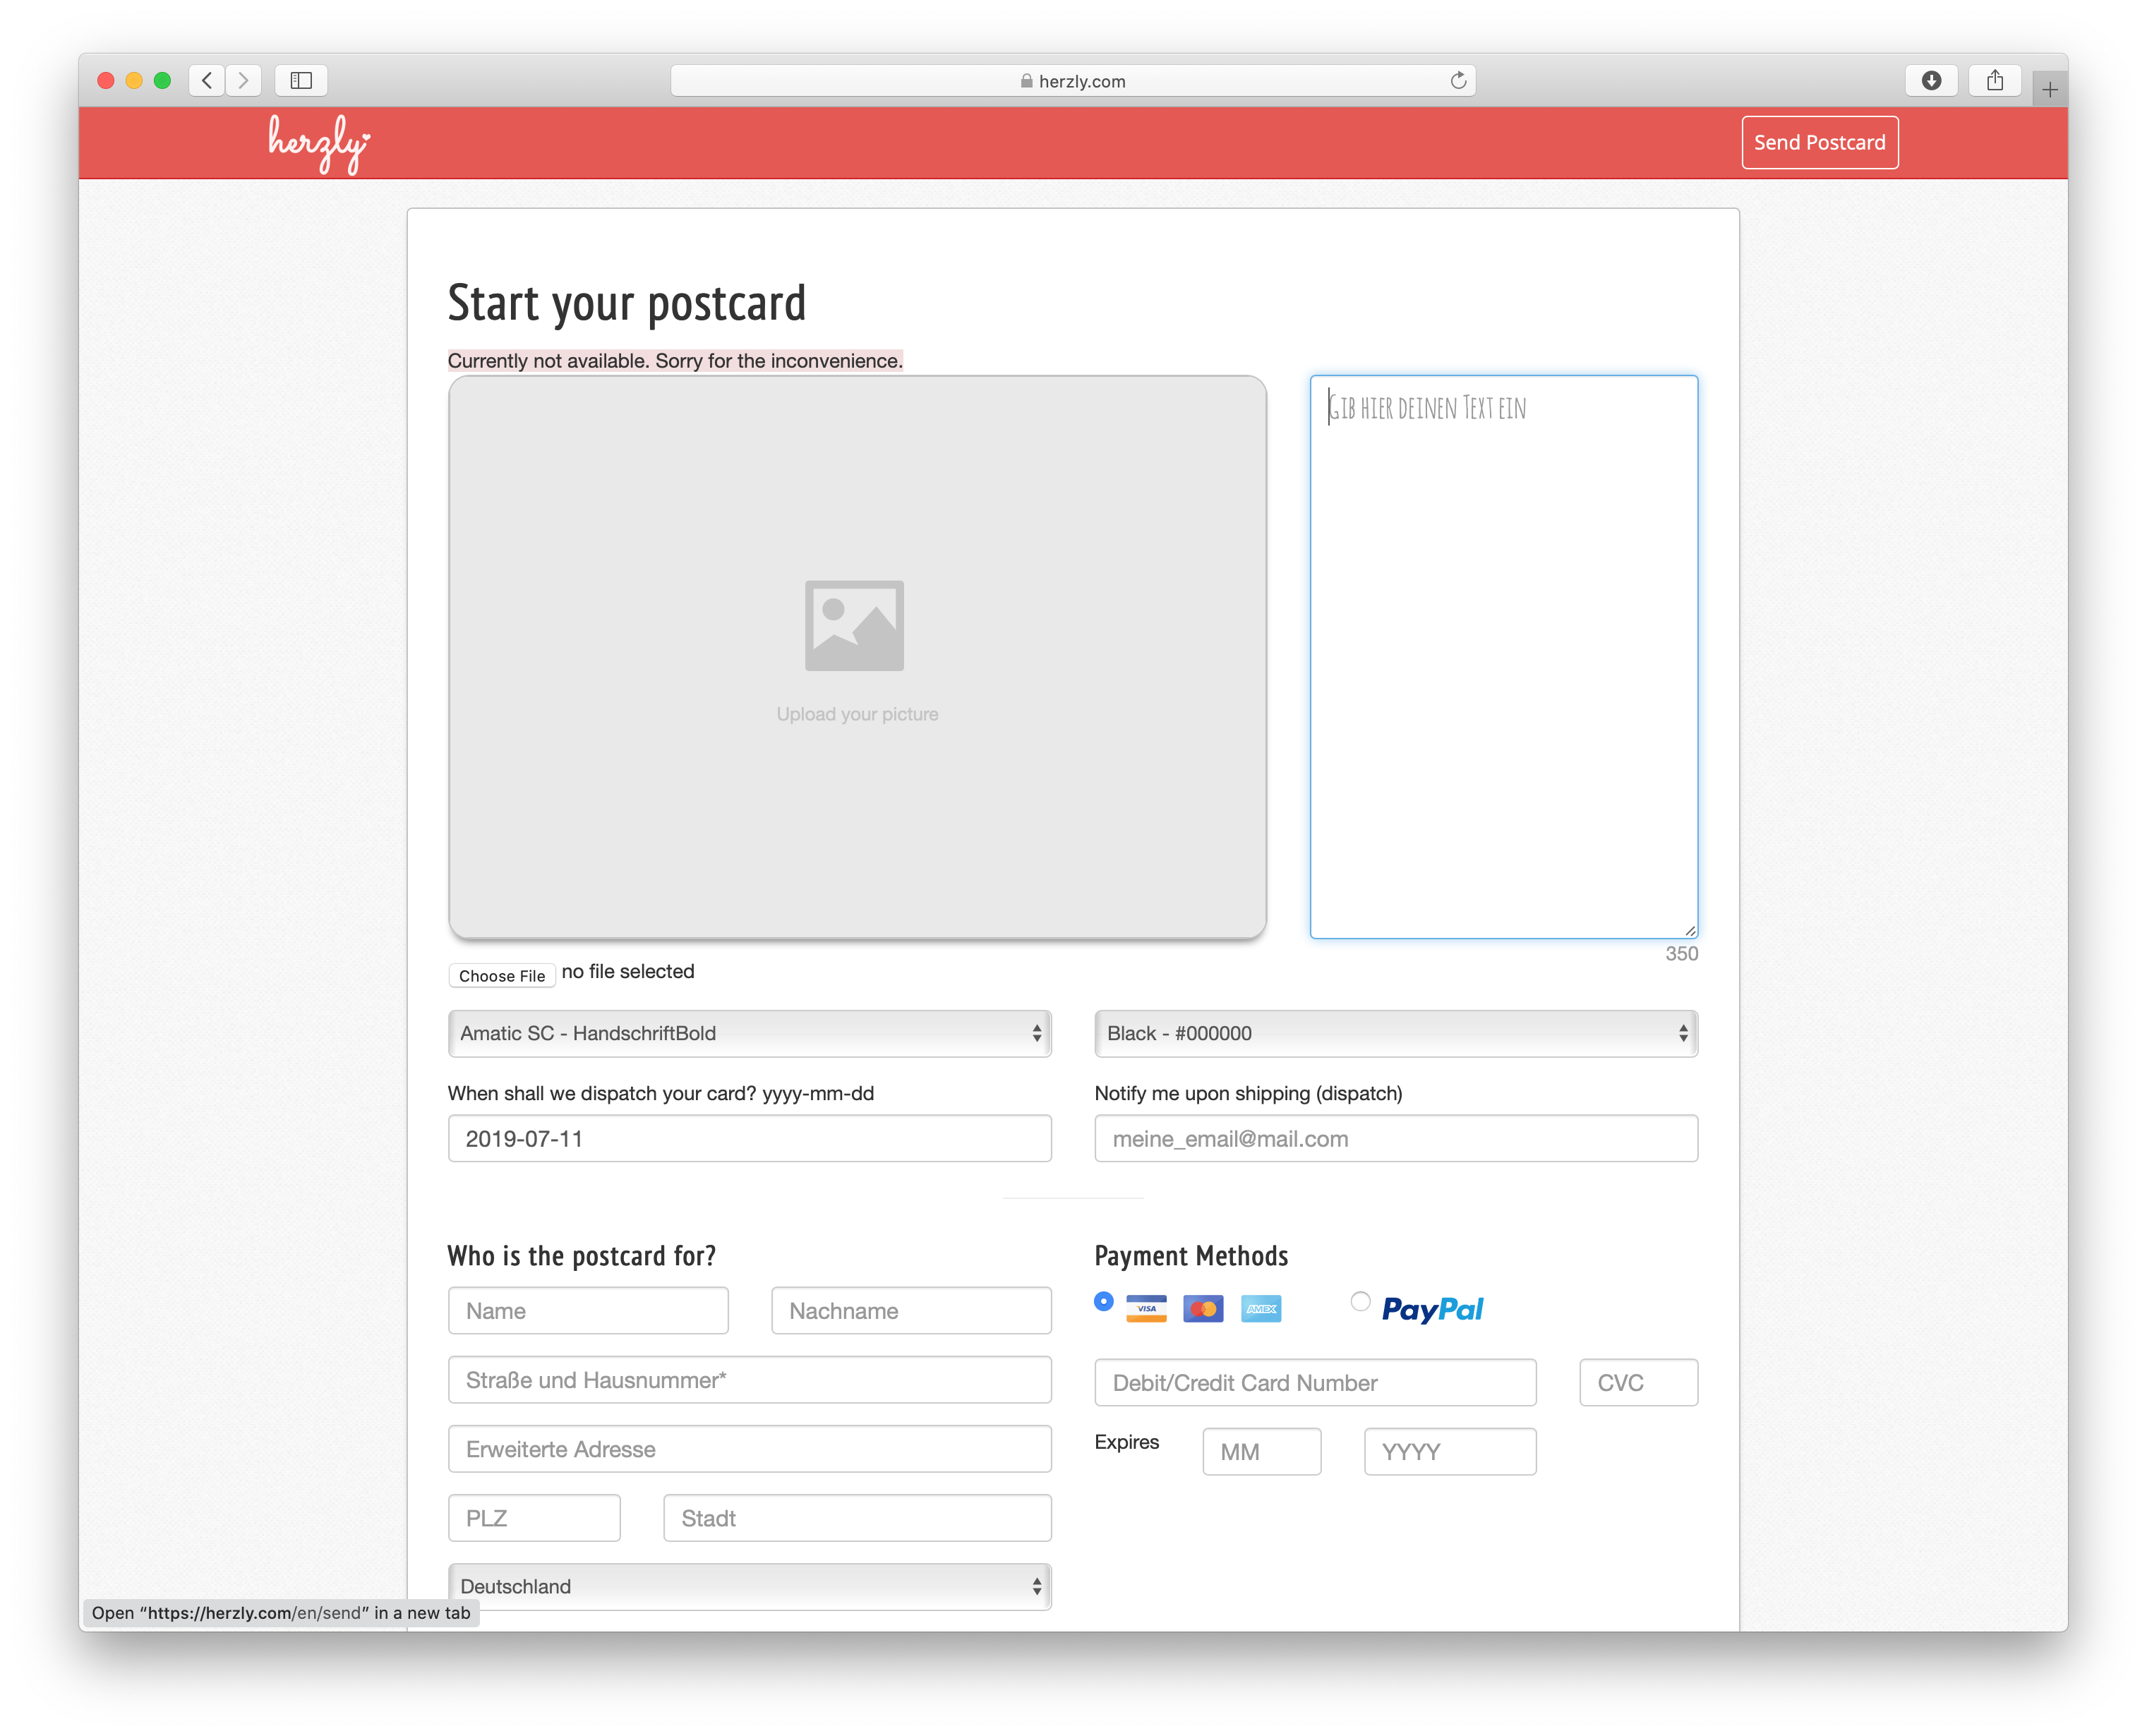 herzly.com
herzly
Send Postcard
Start your postcard
Currently not available. Sorry for the inconvenience.
Gib hier deinen Text ein
Upload your picture
350
Choose File no file selected
Amatic SC - HandschriftBold
Black - #000000
When shall we dispatch your card? yyyy-mm-dd
Notify me upon shipping (dispatch)
2019-07-11
meine_email@mail.com
Who is the postcard for?
Payment Methods
Name
Nachname
VISA
AMEX
PayPal
Straße und Hausnummer*
Debit/Credit Card Number
CVC
Erweiterte Adresse
Expires
MM
YYYY
PLZ
Stadt
Deutschland
Open “https://herzly.com/en/send” in a new tab